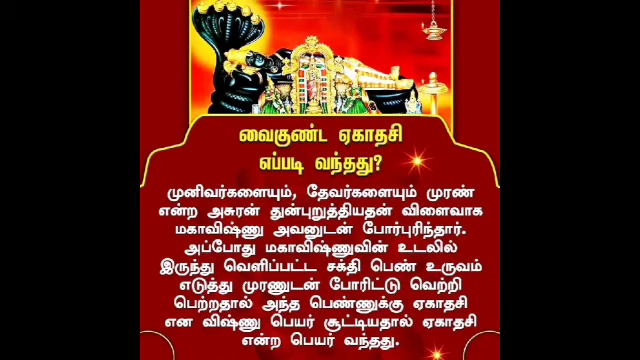 வைகுண்ட ஏகாதசி
எப்படி வந்தது?
முனிவர்களையும், தேவர்களையும் முரண்
என்ற அசுரன் துன்புறுத்தியதன் விளைவாக
மகாவிஷ்ணு அவனுடன் போர்புரிந்தார்.
அப்போது மகாவிஷ்ணுவின் உடலில்
இருந்து வெளிப்பட்ட சக்தி பெண் உருவம்
எடுத்து முரணுடன் போரிட்டு வெற்றி
பெற்றதால் அந்த பெண்ணுக்கு ஏகாதசி
என விஷ்ணு பெயர் சூட்டியதால் ஏகாதசி
என்ற பெயர் வந்தது.